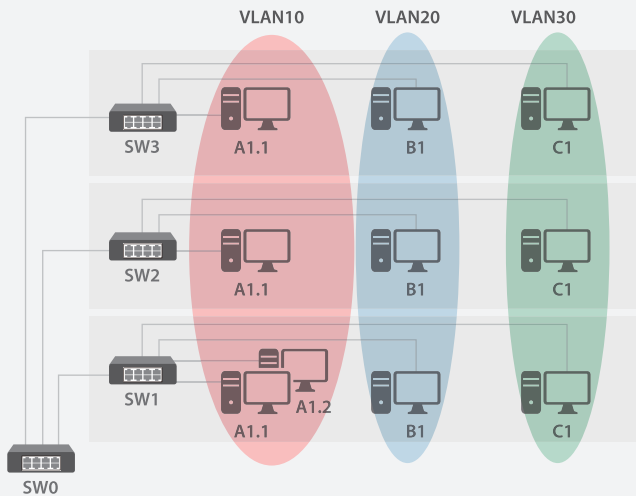 VLAN10 VLAN20 VLAN30
SW3
A1.1 B1 C1
SW2
A1.1 B1 C1
SW1
A1.2
A1.1 B1 C1
SW0